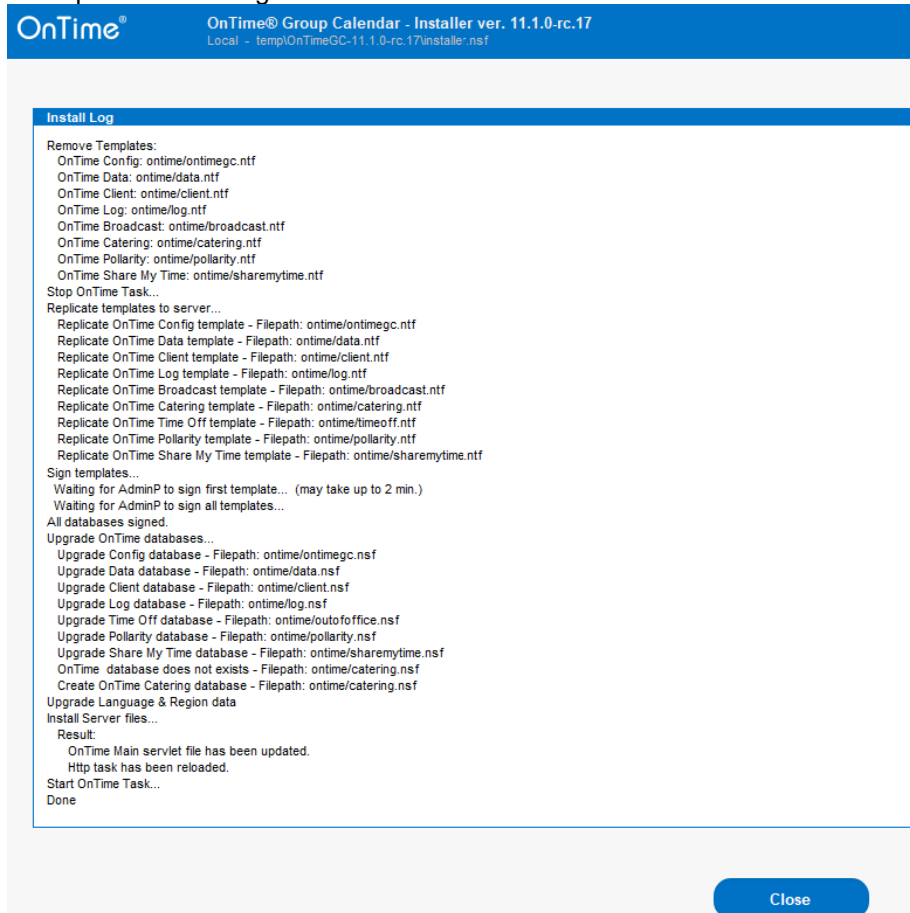 OnTime®
OnTime® Group Calendar - Installer ver. 11.1.0-rc.17
Local - temp\OnTimeGC-11.1.0-rc.17\installer.nsf
Install Log
Remove Templates:
OnTime Config: ontime/ontimegc.ntf
OnTime Data: ontime/data.ntf
OnTime Client: ontime/client.ntf
OnTime Log: ontime/log.ntf
OnTime Broadcast: ontime/broadcast.ntf
OnTime Catering: ontime/catering.ntf
OnTime Pollarity: ontime/pollarity.ntf
OnTime Share My Time: ontime/sharemytime.ntf
Stop OnTime Task...
Replicate templates to server...
Replicate OnTime Config template - Filepath: ontime/ontimegc.ntf
Replicate OnTime Data template - Filepath: ontime/data.ntf
Replicate OnTime Client template - Filepath: ontime/client.ntf
Replicate OnTime Log template - Filepath: ontime/log.ntf
Replicate OnTime Broadcast template - Filepath: ontime/broadcast.ntf
Replicate OnTime Catering template - Filepath: ontime/catering.ntf
Replicate OnTime Time Off template - Filepath: ontime/timeoff.ntf
Replicate OnTime Pollarity template - Filepath: ontime/pollarity.ntf
Replicate OnTime Share My Time template - Filepath: ontime/sharemytime.ntf
Sign templates...
Waiting for AdminP to sign first template... (may take up to 2 min.)
Waiting for AdminP to sign all templates...
All databases signed.
Upgrade OnTime databases...
Upgrade Config database - Filepath: ontime/ontimegc.nsf
Upgrade Data database - Filepath: ontime/data.nsf
Upgrade Client database - Filepath: ontime/client.nsf
Upgrade Log database - Filepath: ontime/log.nsf
Upgrade Time Off database - Filepath: ontime/outofoffice.nsf
Upgrade Pollarity database - Filepath: ontime/pollarity.nsf
Upgrade Share My Time database - Filepath: ontime/sharemytime.nsf
OnTime database does not exists - Filepath: ontime/catering.nsf
Create OnTime Catering database - Filepath: ontime/catering.nsf
Upgrade Language & Region data
Install Server files...
Result:
OnTime Main servlet file has been updated.
Http task has been reloaded.
Start OnTime Task...
Done
Close